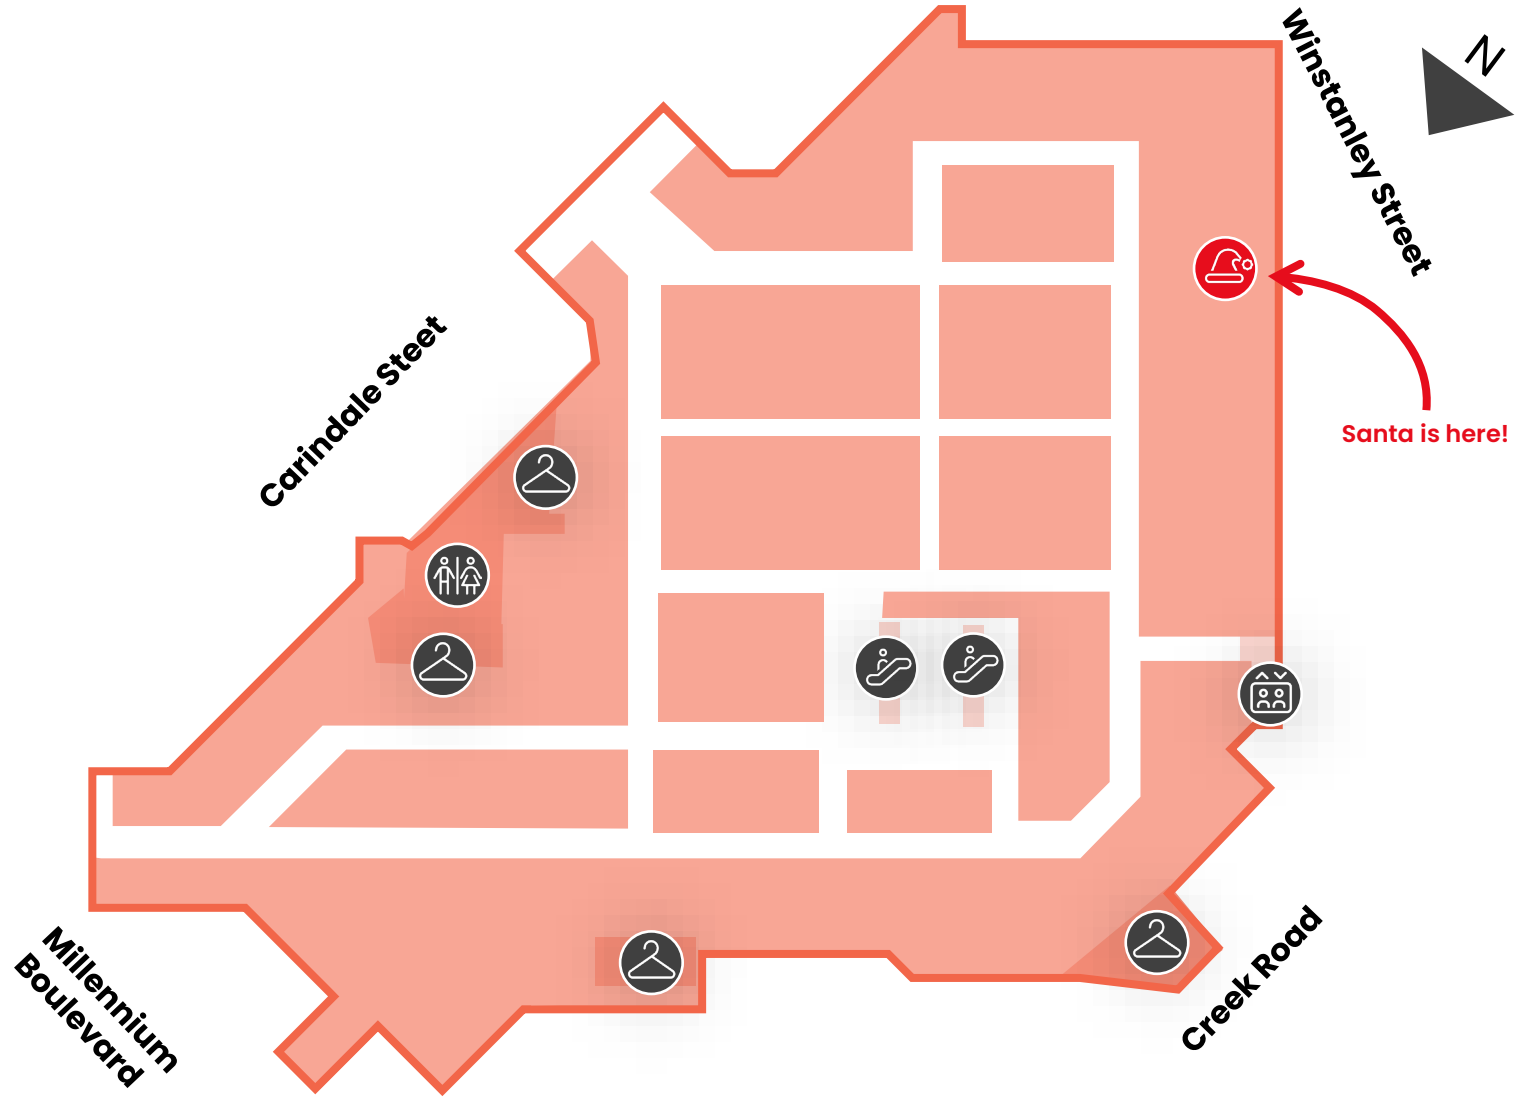 Winstanley Street
N
Carindale Steet
Santa is here!
Millennium
Boulevard
Creek Road